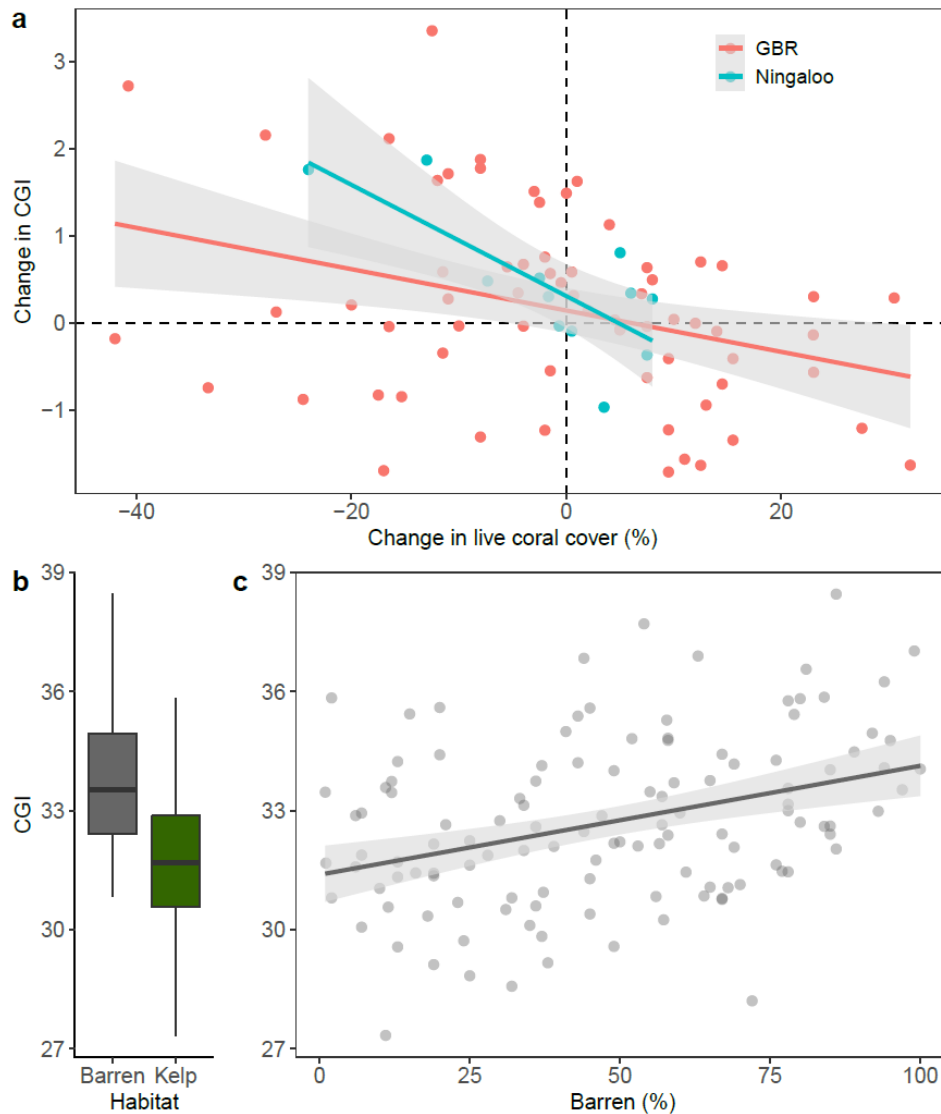 a
GBR
Ningaloo
Change in CGI
3
2
1
0
−1
−40
−20
0
20
Change in live coral cover (%)
b
CGI
39
36
33
30
27
Barren
Kelp
Habitat
c
39
36
33
30
27
0
25
50
75
100
Barren (%)